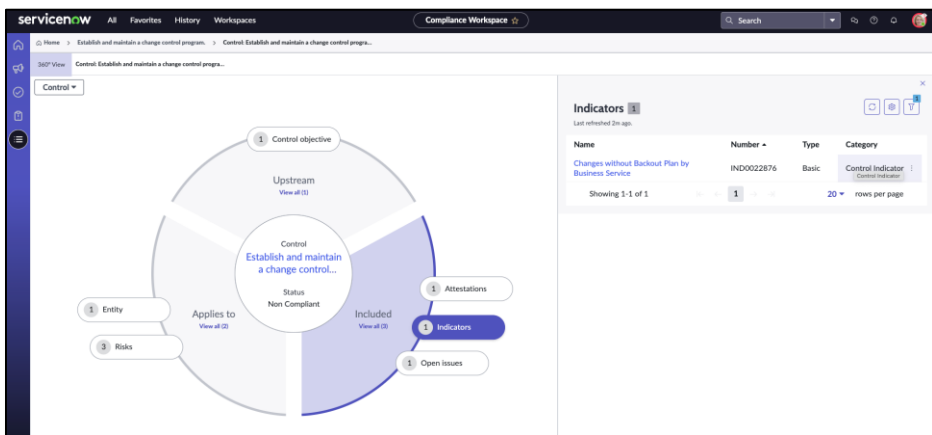 servicenow All Favorites History Workspaces Compliance Workspace ☆ Search
Home > Establish and maintain a change control program. > Control: Establish and maintain a change control progra...
360° View Control: Establish and maintain a change control progra...
Control
Indicators 1
Last refreshed 2m ago.
1
Name Number Type Category
Changes without Backout Plan by IND0022876 Basic Control Indicator
Business Service
Control Indicator
Showing 1-1 of 1 1 20 rows per page
1 Control objective
Upstream
View all (1)
Control
Establish and maintain
a change control...
Status
Non Compliant
1 Entity
Applies to
View all (2)
3 Risks
Included
View all (3)
1 Attestations
1 Indicators
1 Open issues